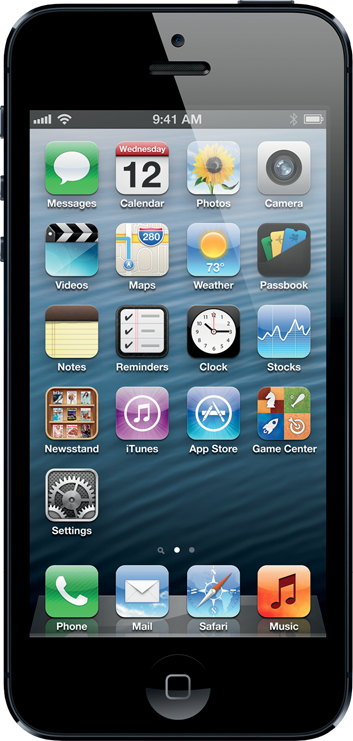 9:41 AM
Wednesday
12
280
73°
Messages Calendar Photos Camera
Videos Maps Weather Passbook
Notes Reminders Clock Stocks
Newsstand iTunes App Store Game Center
Settings
Phone Mail Safari Music